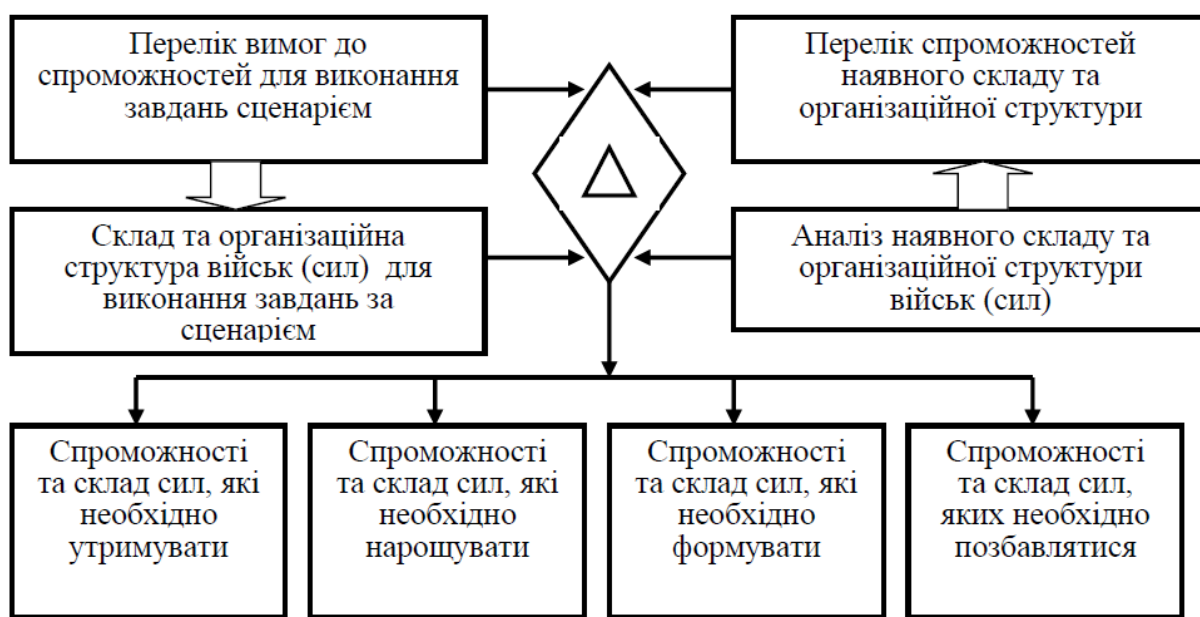 Перелік вимог до
спроможностей для виконання
завдань сценарієм
Перелік спроможностей
наявного складу та
організаційної структури
Склад та організаційна
структура військ (сил) для
виконання завдань за
сценарієм
Аналіз наявного складу та
організаційної структури
військ (сил)
Спроможності
та склад сил, які
необхідно
утримувати
Спроможності
та склад сил, які
необхідно
нарощувати
Спроможності
та склад сил, які
необхідно
формувати
Спроможності
та склад сил,
яких необхідно
позбавлятися